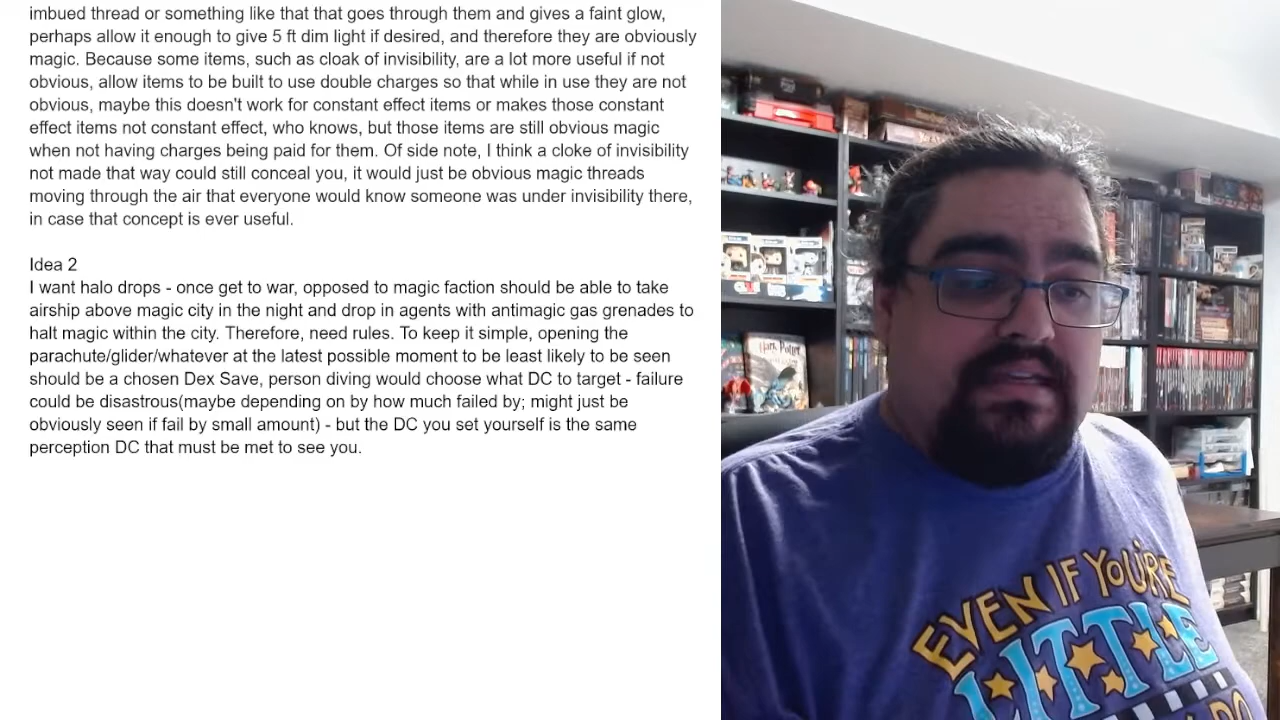 imbued thread or something like that that goes through them and gives a faint glow,
perhaps allow it enough to give 5 ft dim light if desired, and therefore they are obviously
magic. Because some items, such as cloak of invisibility, are a lot more useful if not
obvious, allow items to be built to use double charges so that while in use they are not
obvious, maybe this doesn't work for constant effect items or makes those constant
effect items not constant effect, who knows, but those items are still obvious magic
when not having charges being paid for them. Of side note, I think a cloke of invisibility
not made that way could still conceal you, it would just be obvious magic threads
moving through the air that everyone would know someone was under invisibility there,
in case that concept is ever useful.
Idea 2
I want halo drops - once get to war, opposed to magic faction should be able to take
airship above magic city in the night and drop in agents with antimagic gas grenades to
halt magic within the city. Therefore, need rules. To keep it simple, opening the
parachute/glider/whatever at the latest possible moment to be least likely to be seen
should be a chosen Dex Save, person diving would choose what DC to target - failure
could be disastrous(maybe depending on by how much failed by; might just be
obviously seen if fail by small amount) - but the DC you set yourself is the same
perception DC that must be met to see you.
Harry Potter
EVEN IF YOU'RE
LITTLE
DO